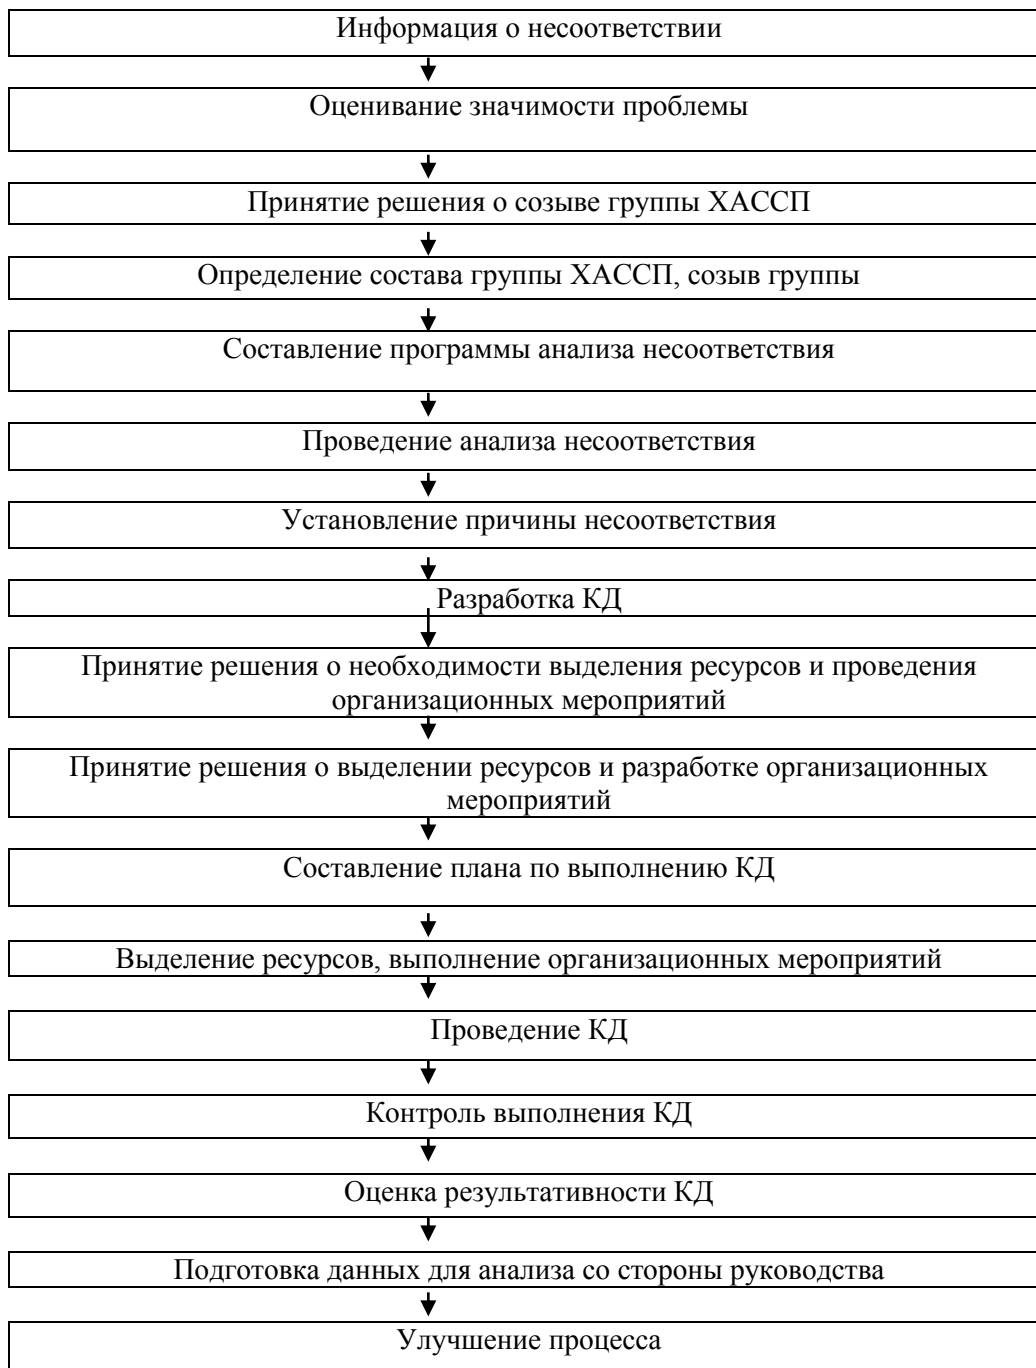 Информация о несоответствии
Оценивание значимости проблемы
Принятие решения о созыве группы ХАССП
Определение состава группы ХАССП, созыв группы
Составление программы анализа несоответствия
Проведение анализа несоответствия
Установление причины несоответствия
Разработка КД
Принятие решения о необходимости выделения ресурсов и проведения
организационных мероприятий
Принятие решения о выделении ресурсов и разработке организационных
мероприятий
Составление плана по выполнению КД
Выделение ресурсов, выполнение организационных мероприятий
Проведение КД
Контроль выполнения КД
Оценка результативности КД
Подготовка данных для анализа со стороны руководства
Улучшение процесса